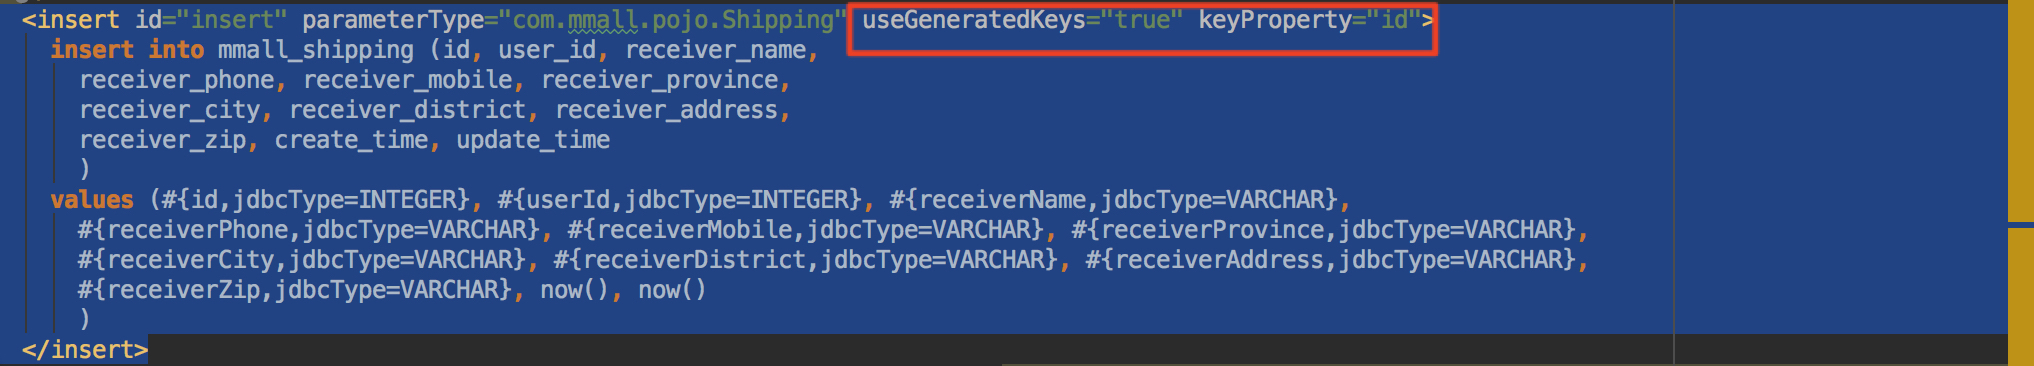 <insert id="insert" parameterType="com.mmall.pojo.Shipping" useGeneratedKeys="true" keyProperty="id">
insert into mmall_shipping (id, user_id, receiver_name,
receiver_phone, receiver_mobile, receiver_province,
receiver_city, receiver_district, receiver_address,
receiver_zip, create_time, update_time
)
values (#{id,jdbcType=INTEGER}, #{userId,jdbcType=INTEGER}, #{receiverName,jdbcType=VARCHAR},
#{receiverPhone,jdbcType=VARCHAR}, #{receiverMobile,jdbcType=VARCHAR}, #{receiverProvince,jdbcType=VARCHAR},
#{receiverCity,jdbcType=VARCHAR}, #{receiverDistrict,jdbcType=VARCHAR}, #{receiverAddress,jdbcType=VARCHAR},
#{receiverZip,jdbcType=VARCHAR}, now(), now()
)
</insert>